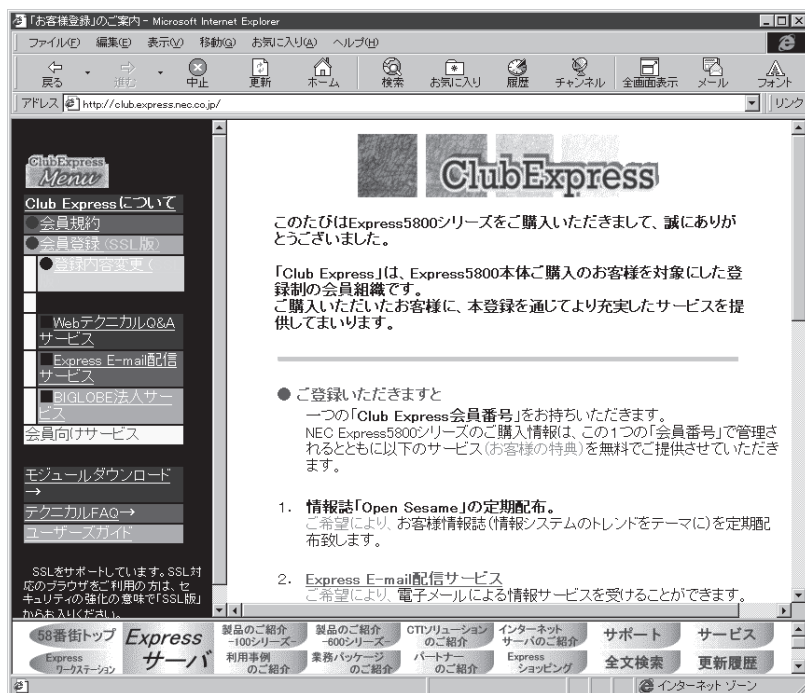 「お客様登録」のご案内 - Microsoft Internet Explorer
ファイル(F) 編集(E) 表示(V) 移動(G) お気に入り(A) ヘルプ(H)
戻る 進む 中止 更新 ホーム 検索 お気に入り 履歴 チャンネル 全画面表示 メール フォント
アドレス http://club.express.nec.co.jp/ リンク
ClubExpress
Menu
Club Expressについて
●会員規約
●会員登録(SSL版)
●登録内容変更(
■Webテクニカル Q&A
サービス
■Express E-mail配信
サービス
■BIGLOBE法人サー
ビス
会員向けサービス
モジュールダウンロード
→
テクニカルFAQ→
ユーザーズガイド
SSLをサポートしています。SSL対
応のブラウザをご利用の方は、セ
キュリティの強化の意味で「SSL版」
からお入りください。
ClubExpress
このたびはExpress5800シリーズをご購入いただきまして、誠にありが
とうございました。
「Club Express」は、Express5800本体ご購入のお客様を対象にした登
録制の会員組織です。
ご購入いただいたお客様に、本登録を通じてより充実したサービスを提
供してまいります。
● ご登録いただきますと
一つの「Club Express会員番号」をお持ちいただきます。
NEC Express5800シリーズのご購入情報は、この1つの「会員番号」で管理さ
れるとともに以下のサービス(お客様の特典)を無料でご提供させていただき
ます。
1. 情報誌「Open Sesame」の定期配布。
ご希望により、お客様情報誌(情報システムのトレンドをテーマに)を定期配
布致します。
2. Express E-mail配信サービス
ご希望により、電子メールによる情報サービスを受けることができます。
58番街トップ Express サーバ 製品のご紹介 -100シリーズ- 製品のご紹介 -600シリーズ- CTIソリューション のご紹介 インターネット サーバのご紹介 サポート サービス
Express ワークステーション 利用事例 のご紹介 業務パッケージ のご紹介 パートナー のご紹介 Express ショッピング 全文検索 更新履歴
インターネット ゾーン